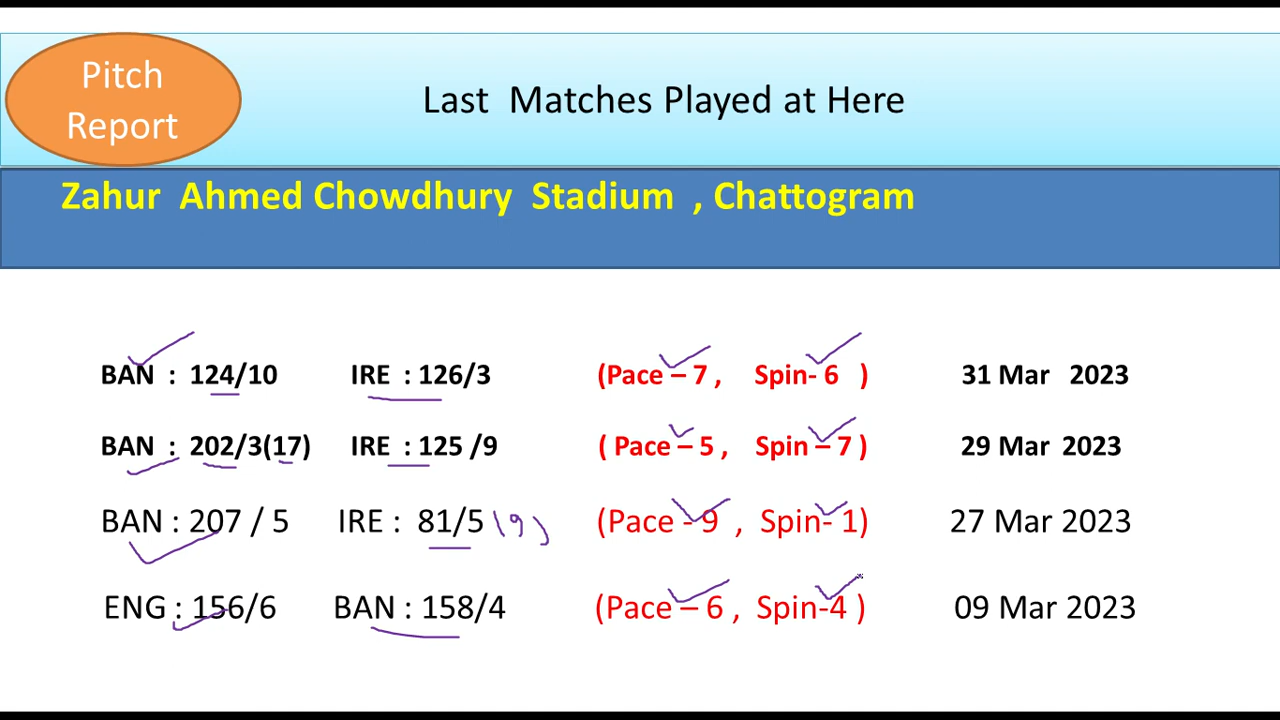 Pitch
Report
Last Matches Played at Here
Zahur Ahmed Chowdhury Stadium , Chattogram
BAN : 124/10 IRE : 126/3 (Pace – 7 , Spin- 6 ) 31 Mar 2023
BAN : 202/3(17) IRE : 125 /9 ( Pace – 5 , Spin – 7 ) 29 Mar 2023
BAN : 207 / 5 IRE : 81/5 (9) (Pace - 9 , Spin- 1) 27 Mar 2023
ENG : 156/6 BAN : 158/4 (Pace – 6 , Spin-4 ) 09 Mar 2023